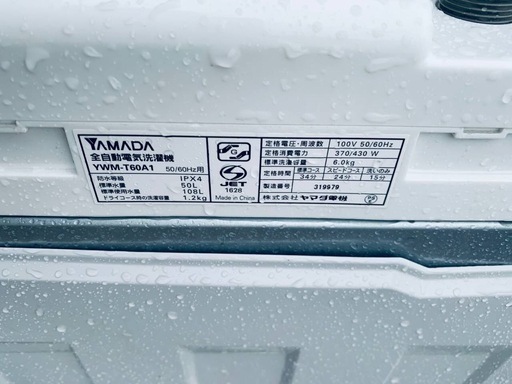 YAMADA
全自動電気洗濯機
YWM-T60A1 50/60Hz用
防水等級 IPX4
標準水量 50L
標準使用水量 108L
ドライコース時の洗濯容量 1.2kg
S
JET
1628
Made in China
定格電圧・周波数 100V 50/60Hz
定格消費電力 370/430 W
標準洗濯容量 6.0kg
定格時間 標準コース スピードコース 洗いのみ
34分 24分 15分
製造番号 319979
株式会社 ヤマダ電機